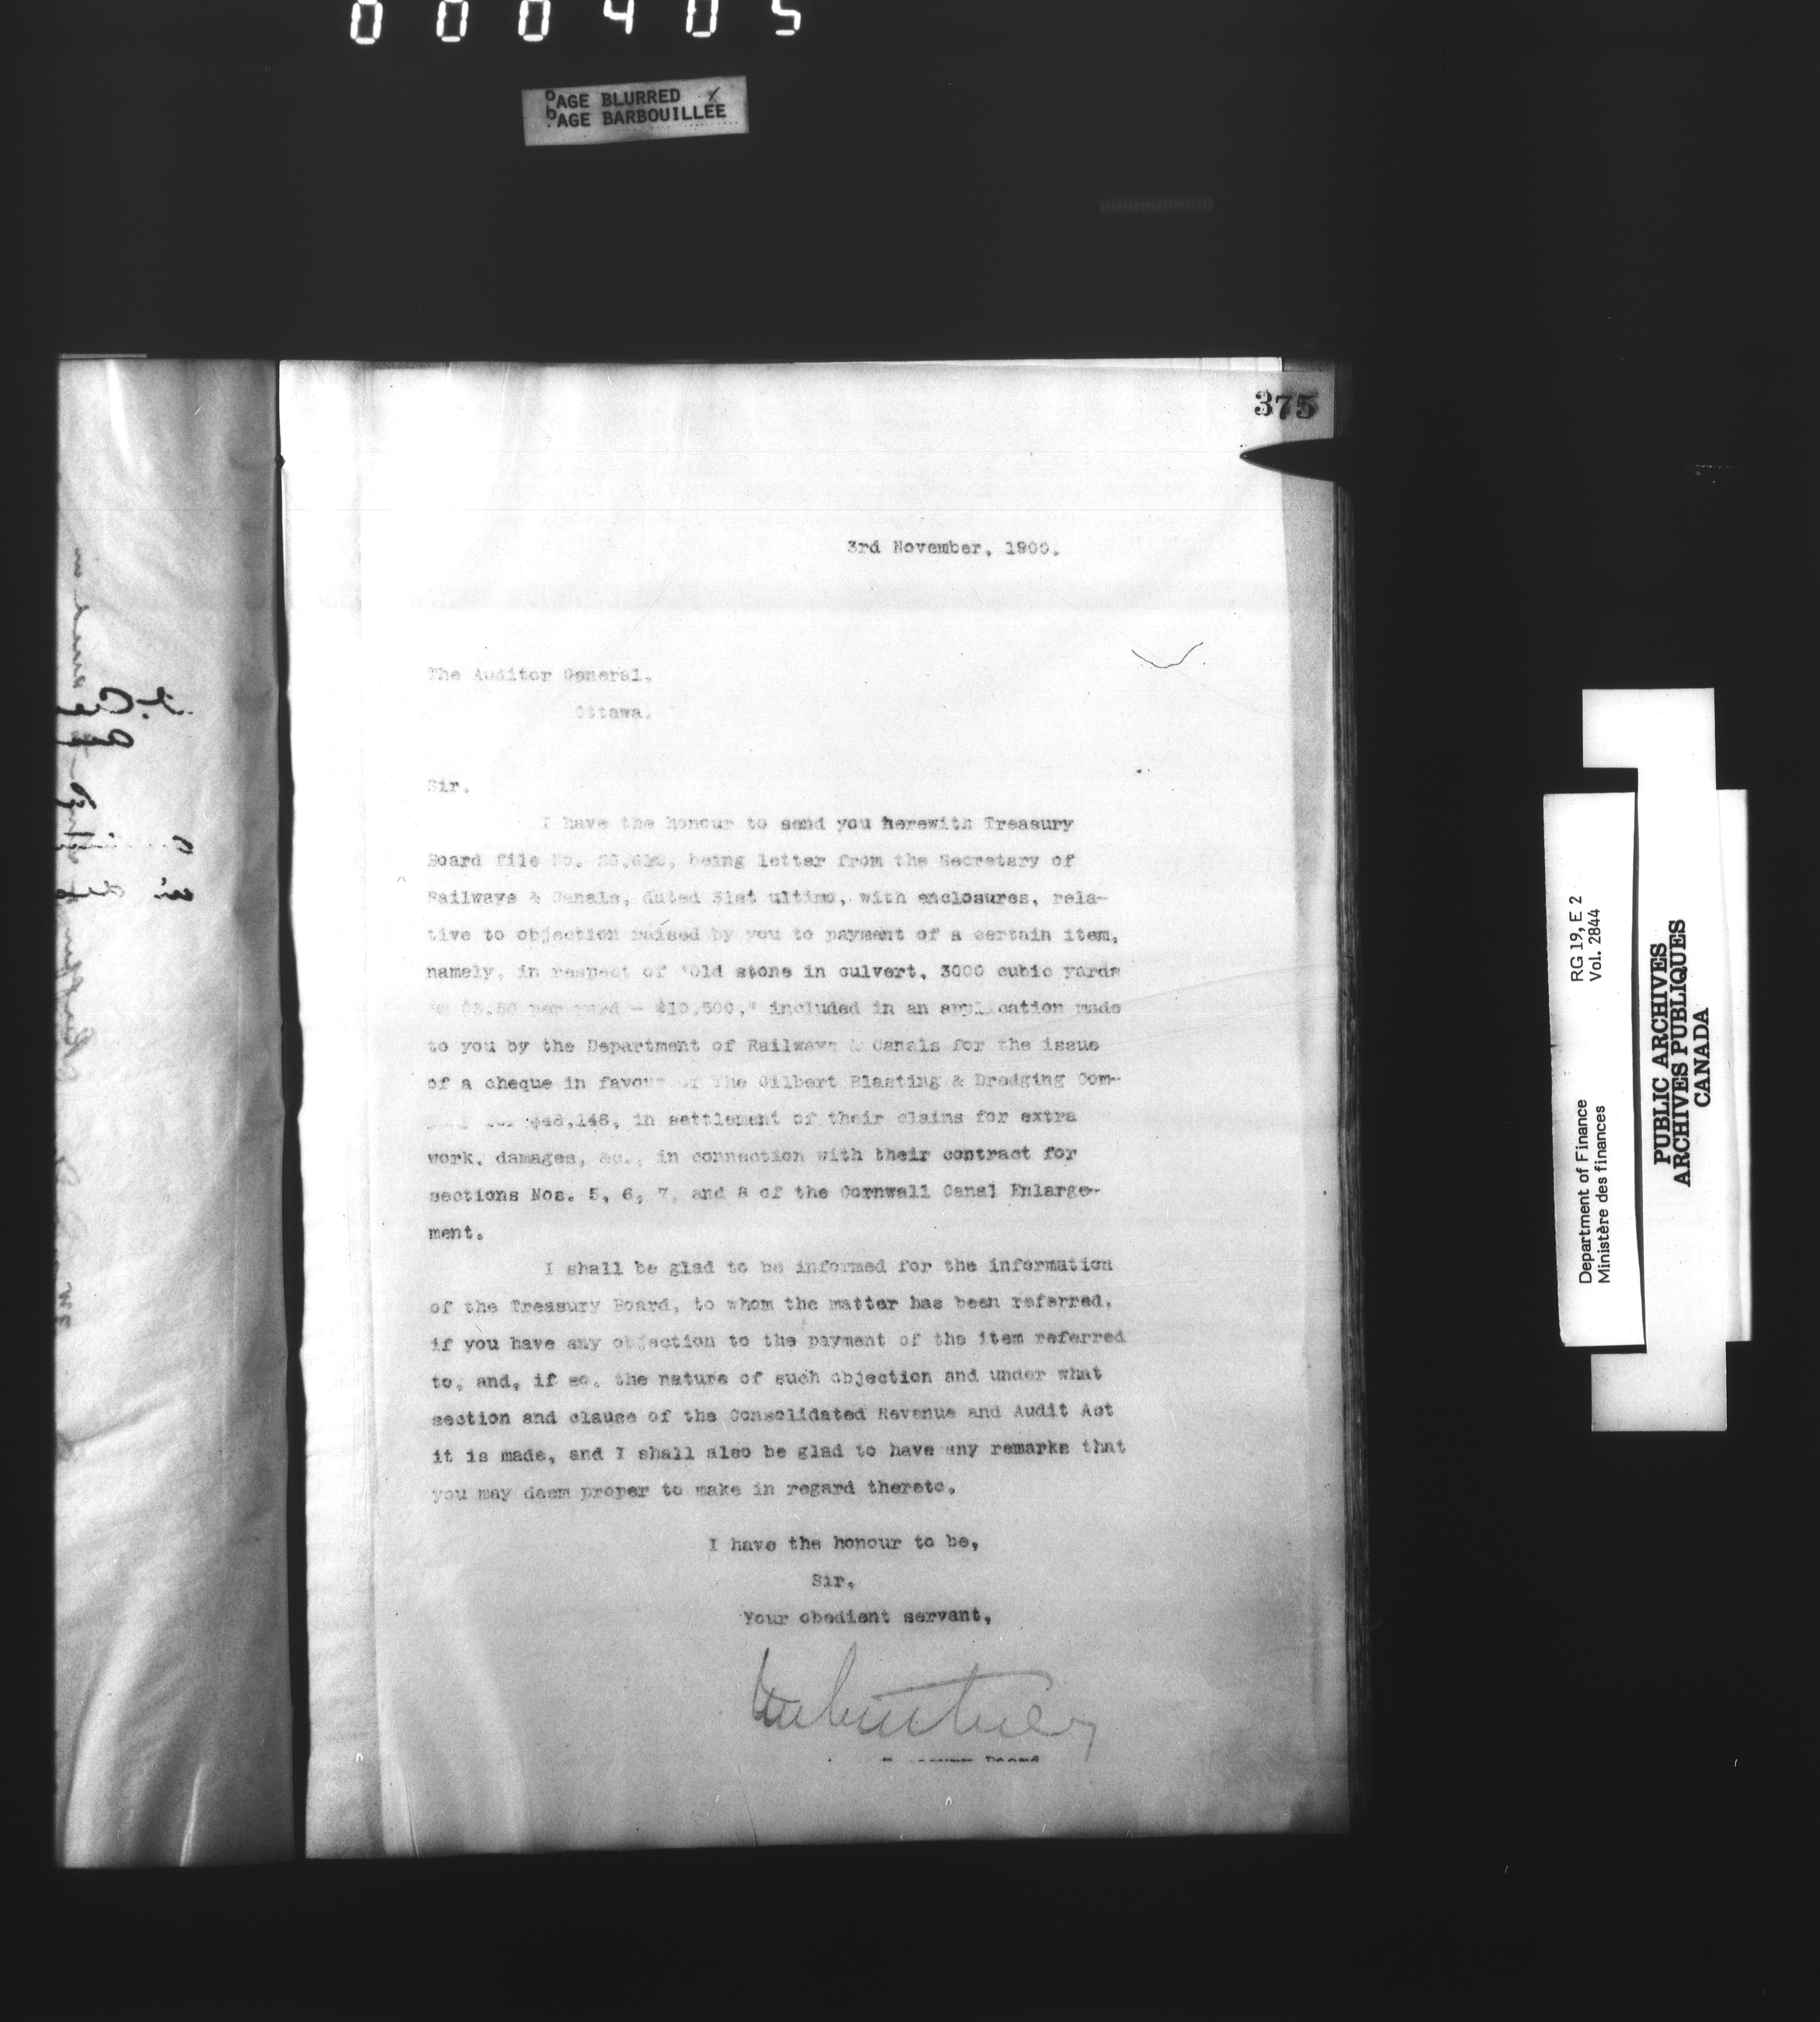 000405
PAGE BLURRED
PAGE BARBOUILLÉE
375
3rd November, 1900.
The Auditor General,
Ottawa.
Sir.
I have the honour to send you herewith Treasury
Board file No. being letter from the Secretary of
Railways & Canals, dated 31st ultimo, with enclosures, rela-
tive to objection raised by you to payment of a certain item,
namely, in respect of "Old stone in culvert, 3000 cubic yards
"@ $3.50 per yard - $10,500," included in an application made
to you by the Department of Railways & Canals for the issue
of a cheque in favour of The Gilbert Blasting & Dredging Com-
$48,146, in settlement of their claims for extra
work, damages, &c., in connection with their contract for
sections Nos. 5, 6, 7, and 8 of the Cornwall Canal Enlarge-
ment.
I shall be glad to be informed for the information
of the Treasury Board, to whom the matter has been referred,
if you have any objection to the payment of the item referred
to, and, if so, the nature of such objection and under what
section and clause of the Consolidated Revenue and Audit Act
it is made, and I shall also be glad to have any remarks that
you may deem proper to make in regard thereto.
I have the honour to be,
Sir,
Your obedient servant,
Board
Department of Finance
Ministère des finances
RG 19, E 2
Vol. 2844
PUBLIC ARCHIVES
ARCHIVES PUBLIQUES
CANADA